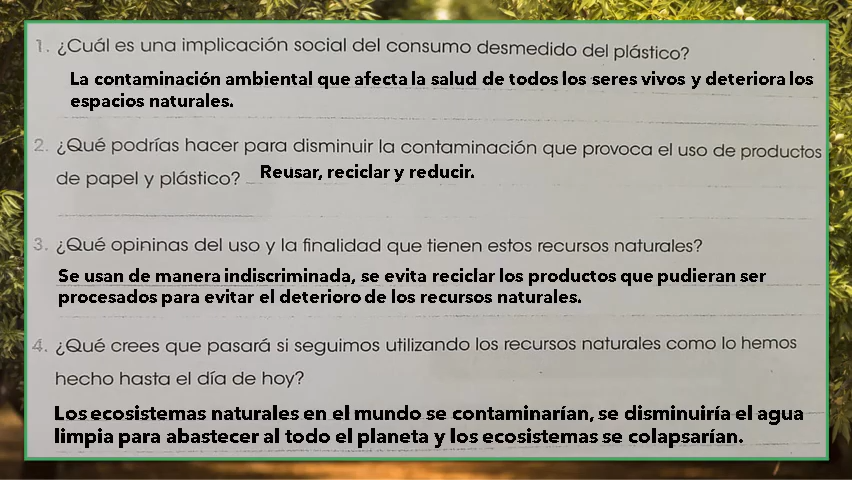 1. ¿Cuál es una implicación social del consumo desmedido del plástico?
La contaminación ambiental que afecta la salud de todos los seres vivos y deteriora los
espacios naturales.
2. ¿Qué podrías hacer para disminuir la contaminación que provoca el uso de productos
de papel y plástico? Reusar, reciclar y reducir.
3. ¿Qué opininas del uso y la finalidad que tienen estos recursos naturales?
Se usan de manera indiscriminada, se evita reciclar los productos que pudieran ser
procesados para evitar el deterioro de los recursos naturales.
4. ¿Qué crees que pasará si seguimos utilizando los recursos naturales como lo hemos
hecho hasta el día de hoy?
Los ecosistemas naturales en el mundo se contaminarían, se disminuiría el agua
limpia para abastecer al todo el planeta y los ecosistemas se colapsarían.